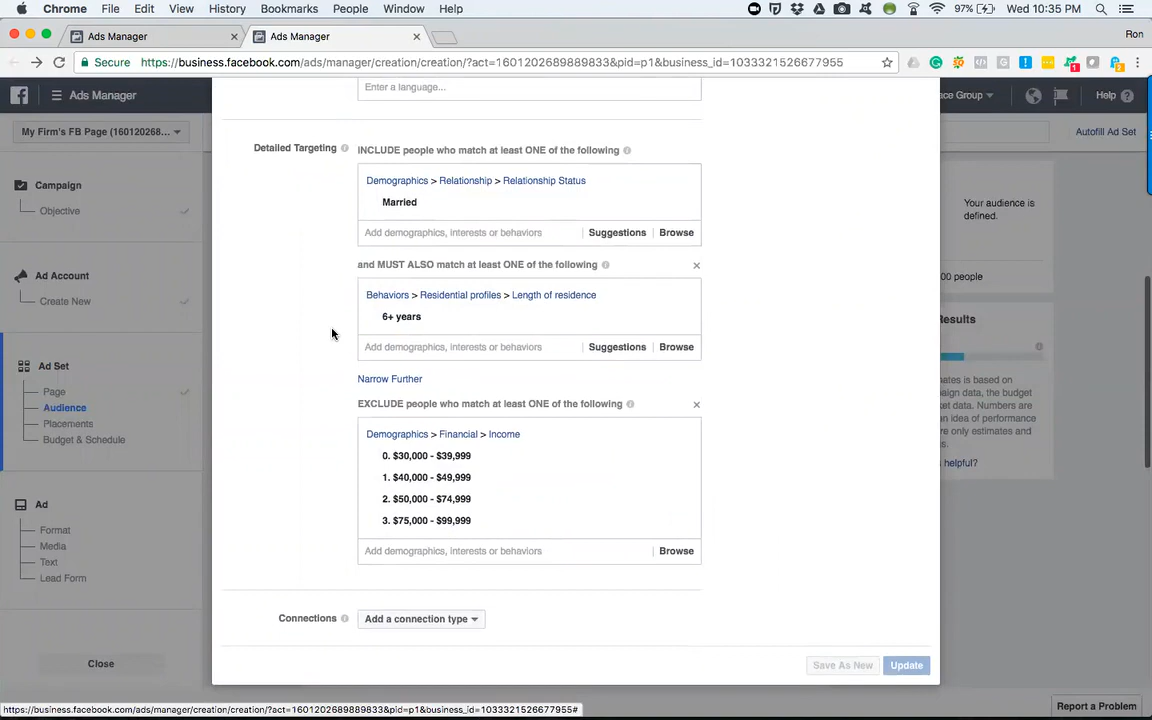 Chrome File Edit View History Bookmarks People Window Help 97% Wed 10:35 PM
Ads Manager Ads Manager Ron
Secure https://business.facebook.com/ads/manager/creation/creation/?act=1601202689889833&pid=p1&business_id=1033321526677955
Ads Manager ace Group Help
My Firm's FB Page (160120268... Autofill Ad Set
Enter a language...
Campaign
Objective
Ad Account
Create New
Ad Set
Page
Audience
Placements
Budget & Schedule
Ad
Format
Media
Text
Lead Form
Close
Detailed Targeting INCLUDE people who match at least ONE of the following
Demographics > Relationship > Relationship Status
Married
Add demographics, interests or behaviors Suggestions Browse
and MUST ALSO match at least ONE of the following
Behaviors > Residential profiles > Length of residence
6+ years
Add demographics, interests or behaviors Suggestions Browse
Narrow Further
EXCLUDE people who match at least ONE of the following
Demographics > Financial > Income
0. $30,000 - $39,999
1. $40,000 - $49,999
2. $50,000 - $74,999
3. $75,000 - $99,999
Add demographics, interests or behaviors Browse
Connections Add a connection type
Save As New Update
Your audience is
defined.
00 people
Results
ates is based on
aign data, the budget
ket data. Numbers are
an idea of performance
re only estimates and
s.
s helpful?
https://business.facebook.com/ads/manager/creation/creation/?act=1601202689889833&pid=p1&business_id=1033321526677955#
Report a Problem